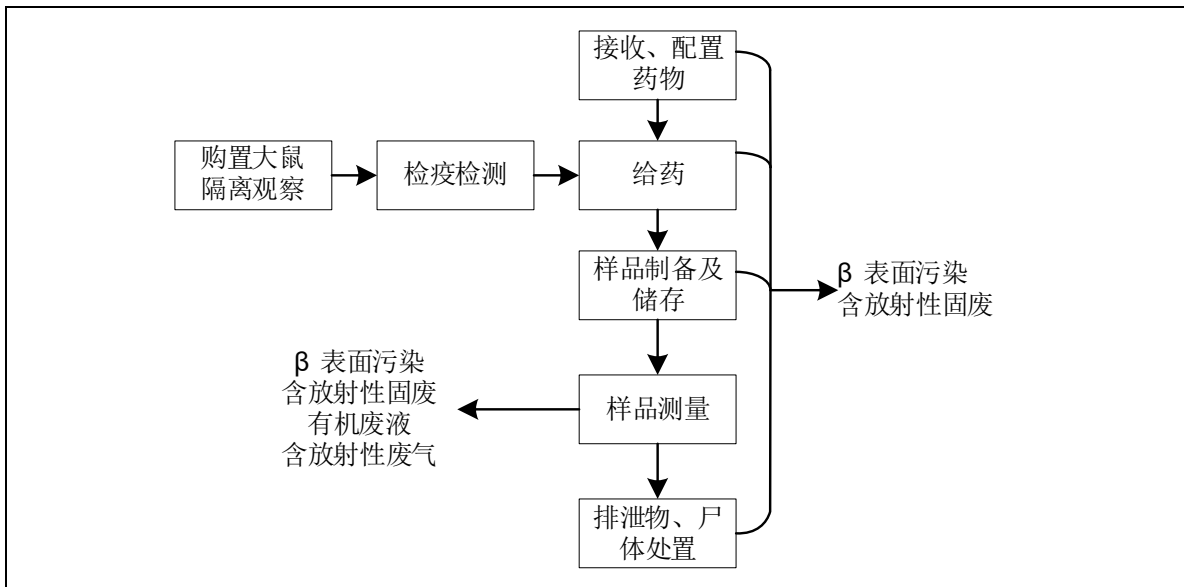 接收、配置
药物
购置大鼠
隔离观察
检疫检测
给药
样品制备及
储存
β 表面污染
含放射性固废
β 表面污染
含放射性固废
有机废液
含放射性废气
样品测量
排泄物、尸
体处置